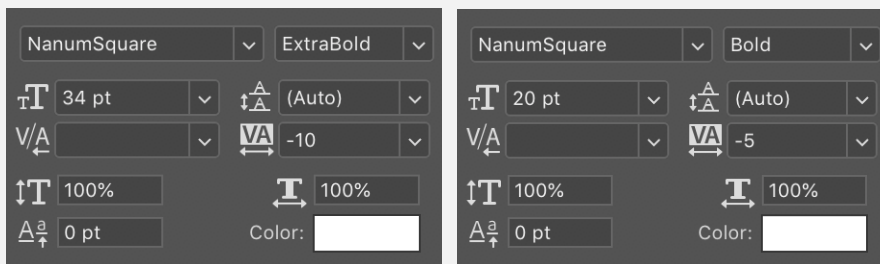 NanumSquare ExtraBold
34 pt (Auto)
-10
100% 100%
0 pt Color:
NanumSquare Bold
20 pt (Auto)
-5
100% 100%
0 pt Color: